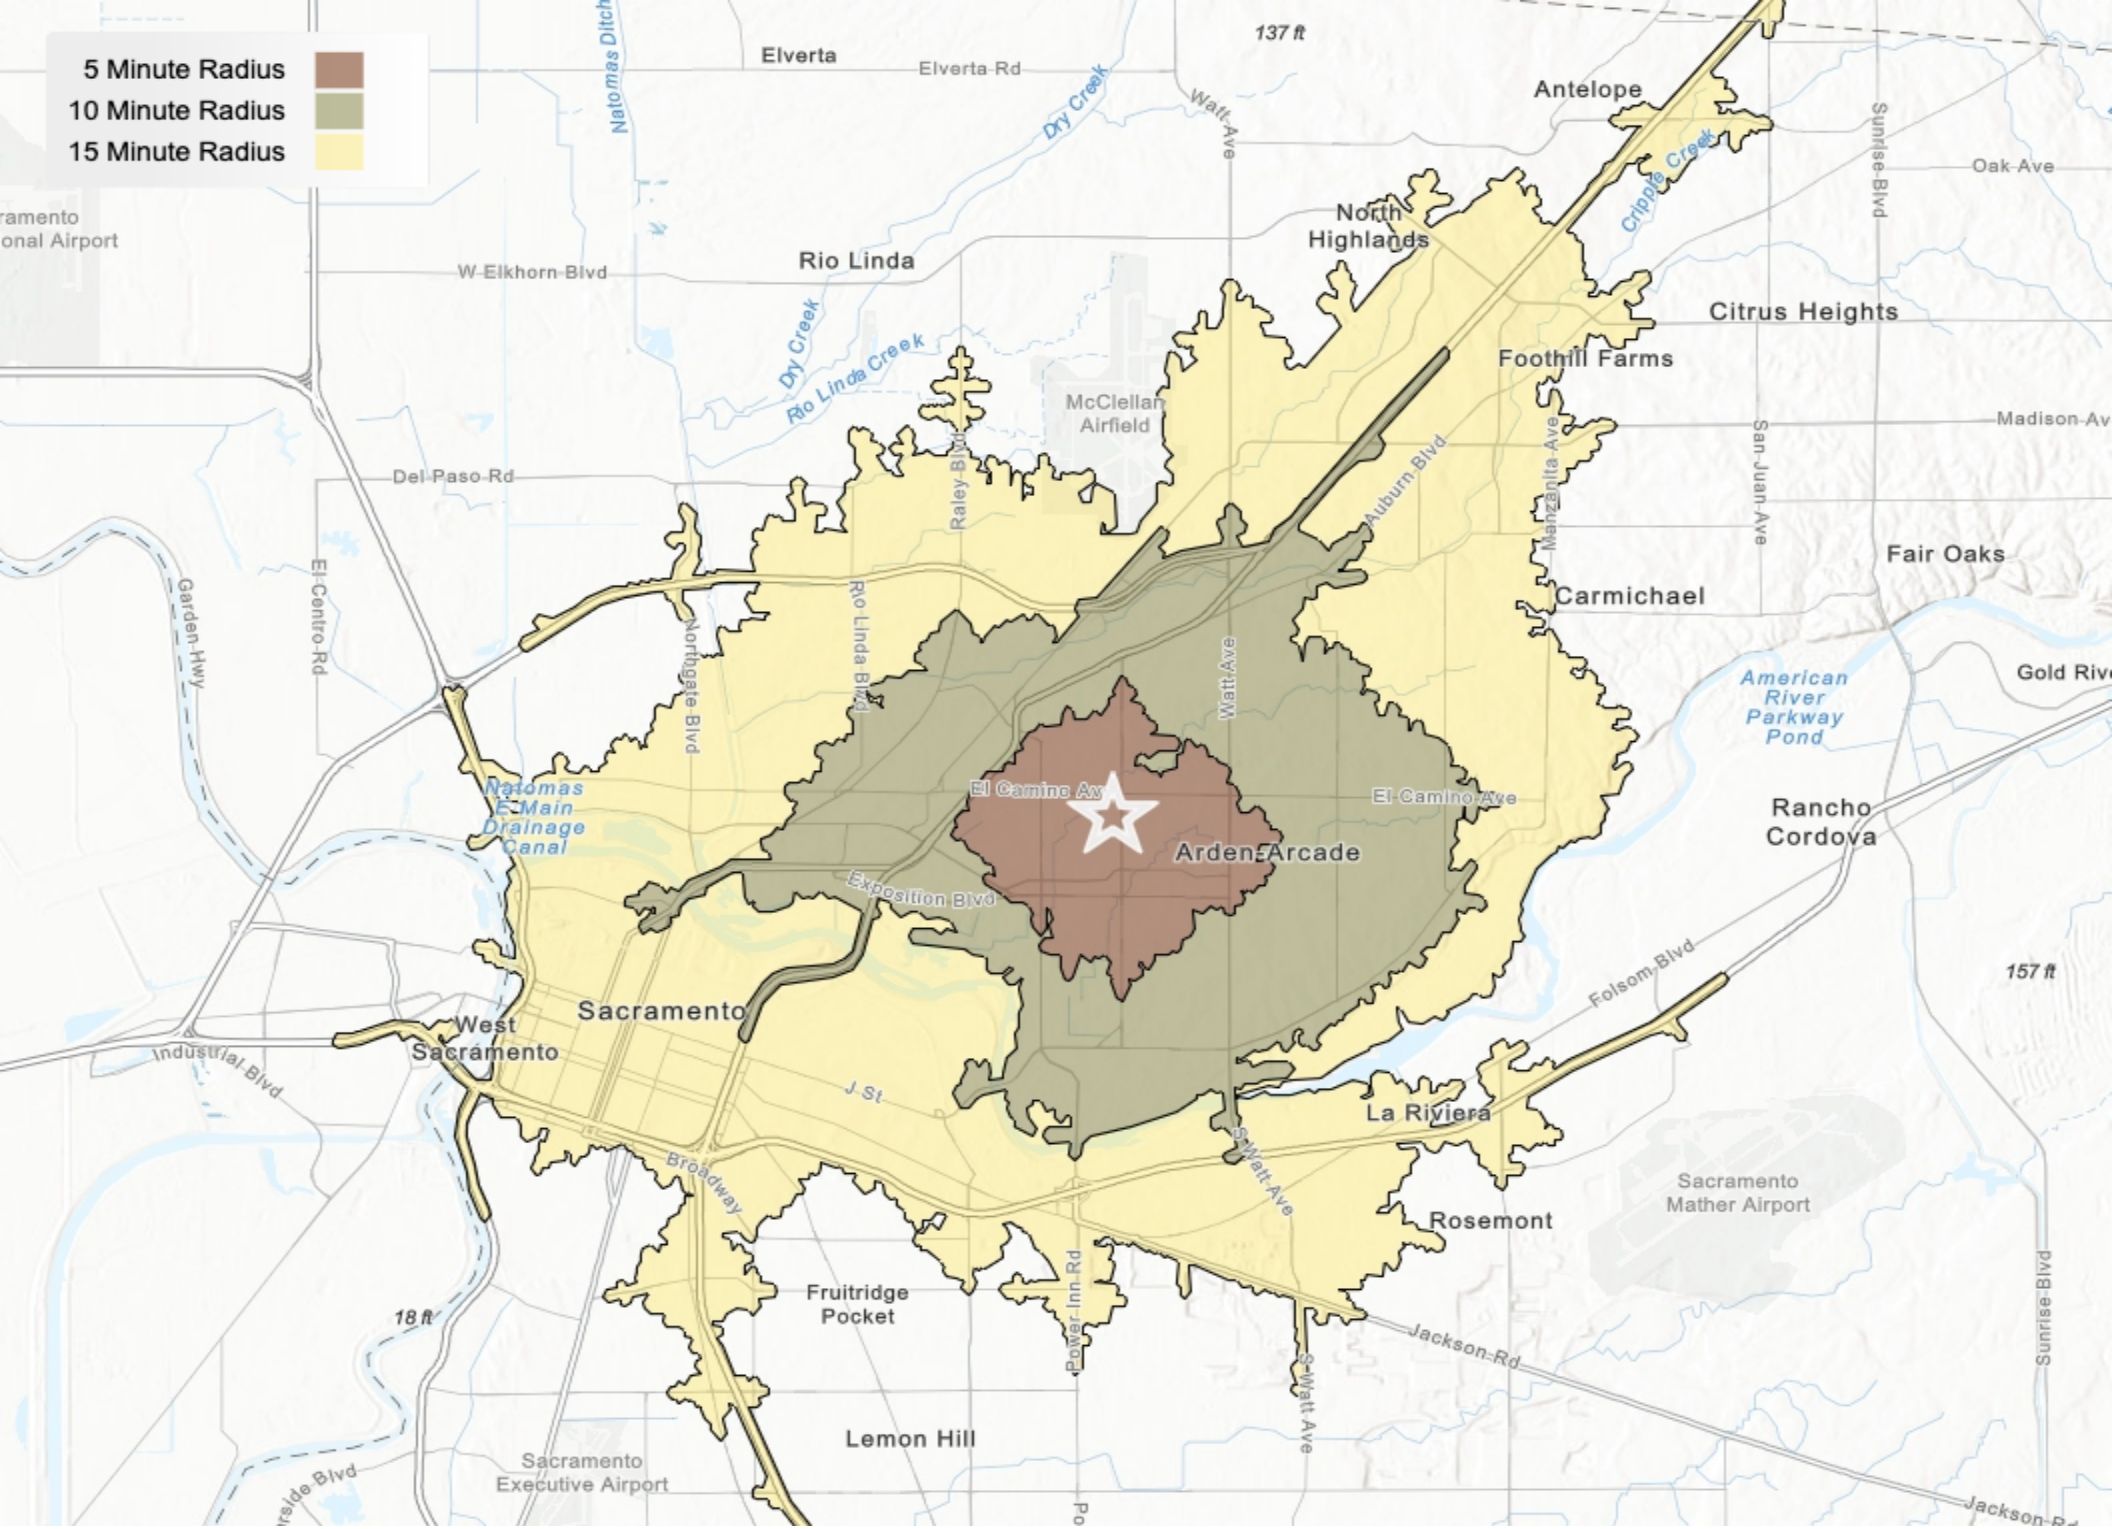 5 Minute Radius
10 Minute Radius
15 Minute Radius
Natomas Ditch
Elverta
Elverta Rd
137 ft
Dry Creek
Watt Ave
Antelope
Cripple Creek
Sunrise Blvd
Oak Ave
ramento
onal Airport
North
Highlands
W Elkhorn Blvd
Rio Linda
Dry Creek
Rio Linda Creek
Citrus Heights
Foothill Farms
McClellan
Airfield
Madison Av
Auburn Blvd
Manzanita Ave
San Juan Ave
Del Paso Rd
Raley Blvd
Fair Oaks
Carmichael
Garden Hwy
El Centro Rd
Northgate Blvd
Rio Linda Blvd
Watt Ave
American
River
Parkway
Pond
Gold Rive
Natomas
E Main
Drainage
Canal
El Camino Av
El Camino Ave
Arden-Arcade
Rancho
Cordova
Exposition Blvd
Folsom Blvd
157 ft
Sacramento
West
Sacramento
Industrial Blvd
J St
La Riviera
Broadway
S Watt Ave
Sacramento
Mather Airport
Rosemont
Fruitridge
Pocket
Power Inn Rd
18 ft
Jackson Rd
S Watt Ave
Sunrise Blvd
Lemon Hill
Sacramento
Executive Airport
erside Blvd
Po
Jackson Rd